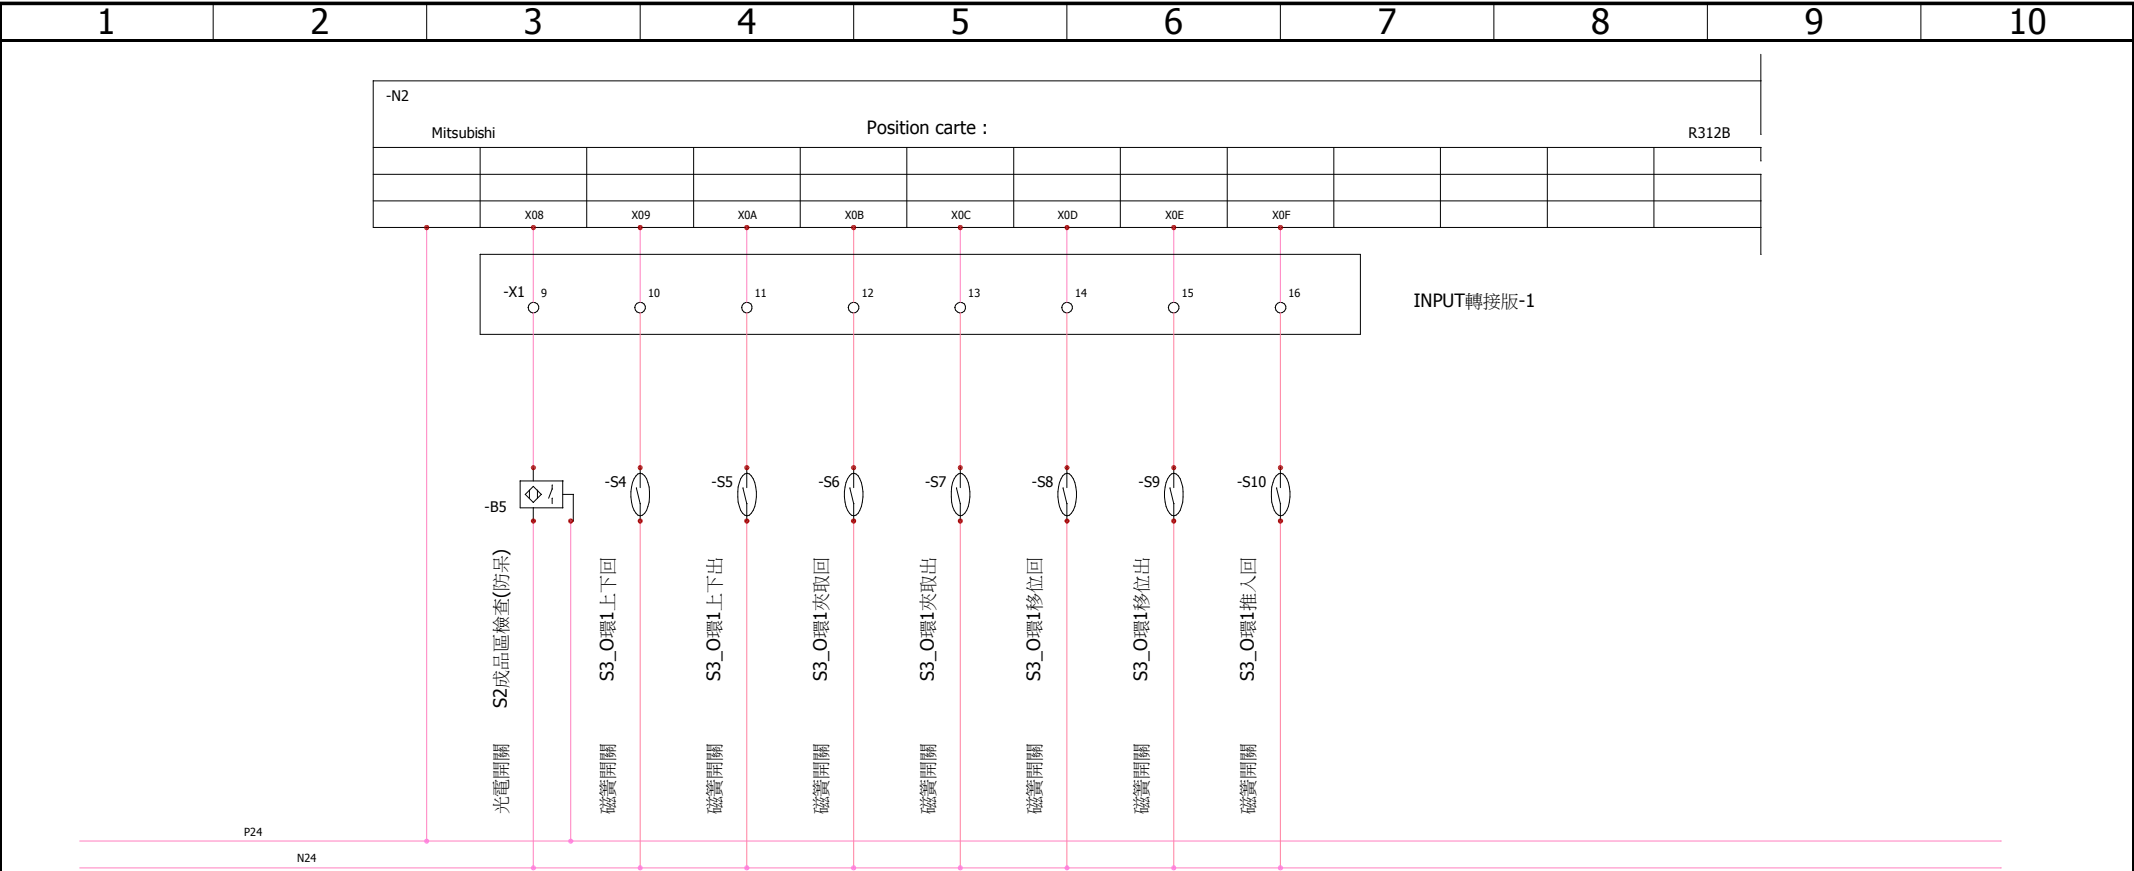 1 2 3 4 5 6 7 8 9 10
-N2
Mitsubishi Position carte : R312B
X08 X09 X0A X0B X0C X0D X0E X0F
-X1 9 10 11 12 13 14 15 16
INPUT轉接版-1
-B5 -S4 -S5 -S6 -S7 -S8 -S9 -S10
光電開關 S2成品區檢查(防呆)
磁簧開關 S3_O環1上下回
磁簧開關 S3_O環1上下出
磁簧開關 S3_O環1夾取回
磁簧開關 S3_O環1夾取出
磁簧開關 S3_O環1移位回
磁簧開關 S3_O環1移位出
磁簧開關 S3_O環1推入回
P24
N24